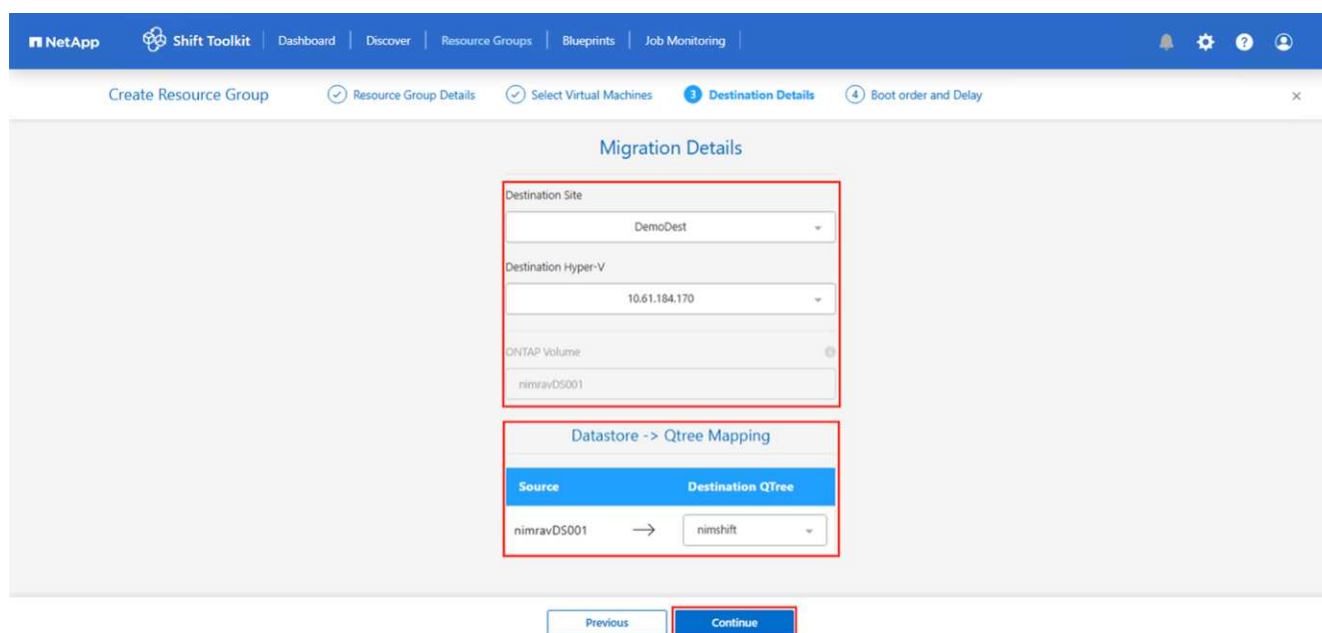 NetApp Shift Toolkit Dashboard Discover Resource Groups Blueprints Job Monitoring ?
Create Resource Group Resource Group Details Select Virtual Machines 3 Destination Details 4 Boot order and Delay
Migration Details
Destination Site
DemoDest
Destination Hyper-V
10.61.184.170
ONTAP Volume
nimravDS001
Datastore -> Qtree Mapping
Source Destination QTree
nimravDS001 nimshift
Previous Continue